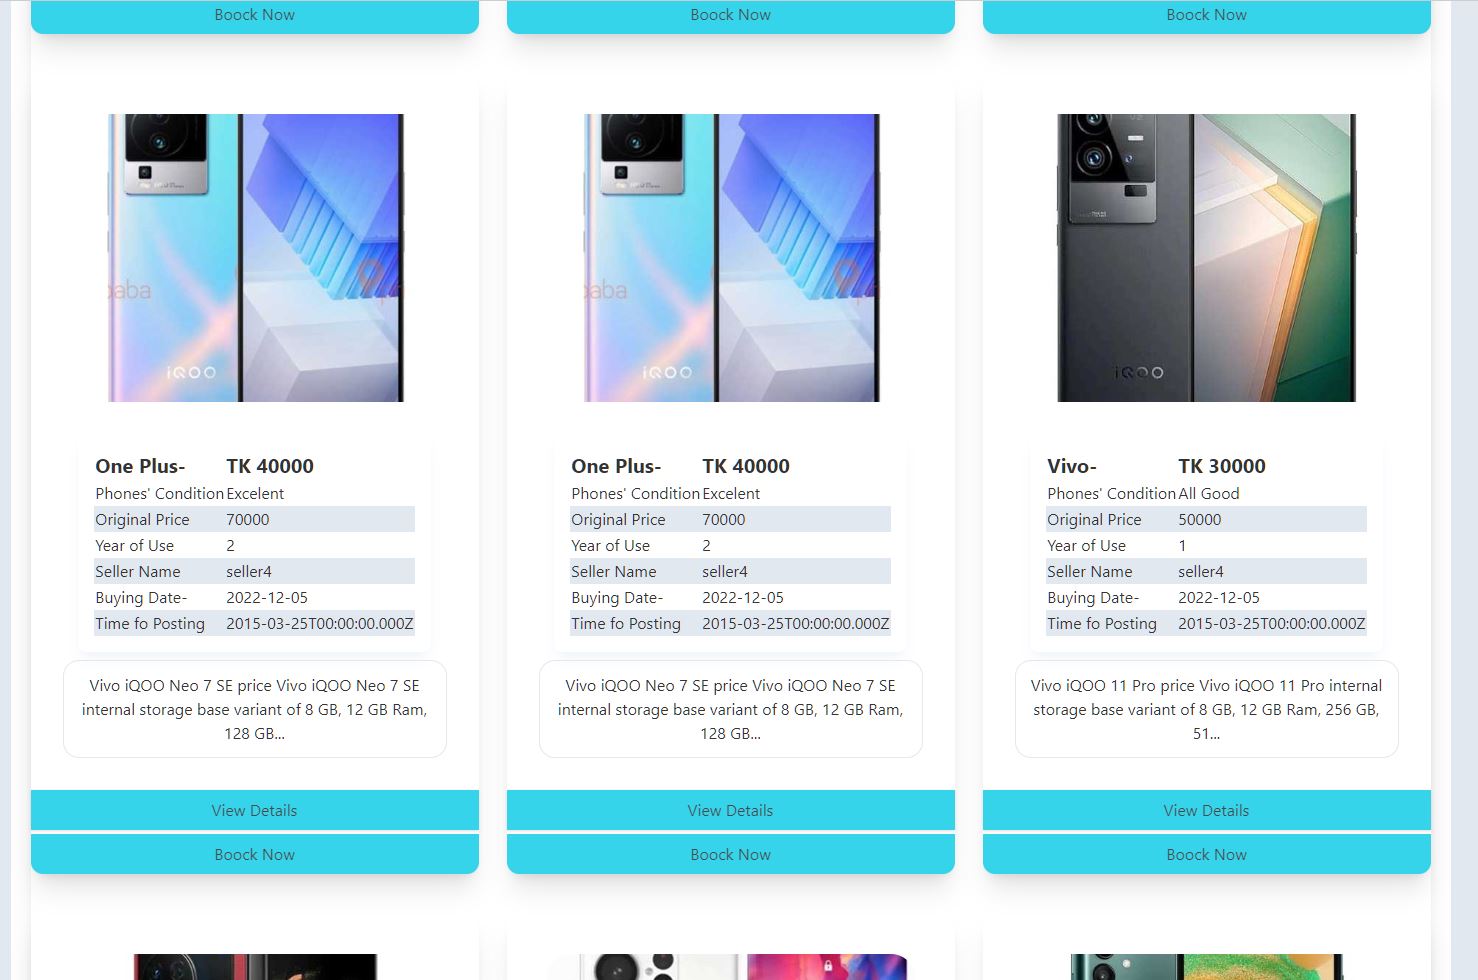 Boock Now
Boock Now
Boock Now
baba
iQOO
baba
iQOO
iQOO
One Plus- TK 40000
Phones' Condition Excelent
Original Price 70000
Year of Use 2
Seller Name seller4
Buying Date- 2022-12-05
Time fo Posting 2015-03-25T00:00:00.000Z
Vivo iQOO Neo 7 SE price Vivo iQOO Neo 7 SE
internal storage base variant of 8 GB, 12 GB Ram,
128 GB...
View Details
Boock Now
One Plus- TK 40000
Phones' Condition Excelent
Original Price 70000
Year of Use 2
Seller Name seller4
Buying Date- 2022-12-05
Time fo Posting 2015-03-25T00:00:00.000Z
Vivo iQOO Neo 7 SE price Vivo iQOO Neo 7 SE
internal storage base variant of 8 GB, 12 GB Ram,
128 GB...
View Details
Boock Now
Vivo- TK 30000
Phones' Condition All Good
Original Price 50000
Year of Use 1
Seller Name seller4
Buying Date- 2022-12-05
Time fo Posting 2015-03-25T00:00:00.000Z
Vivo iQOO 11 Pro price Vivo iQOO 11 Pro internal
storage base variant of 8 GB, 12 GB Ram, 256 GB,
51...
View Details
Boock Now